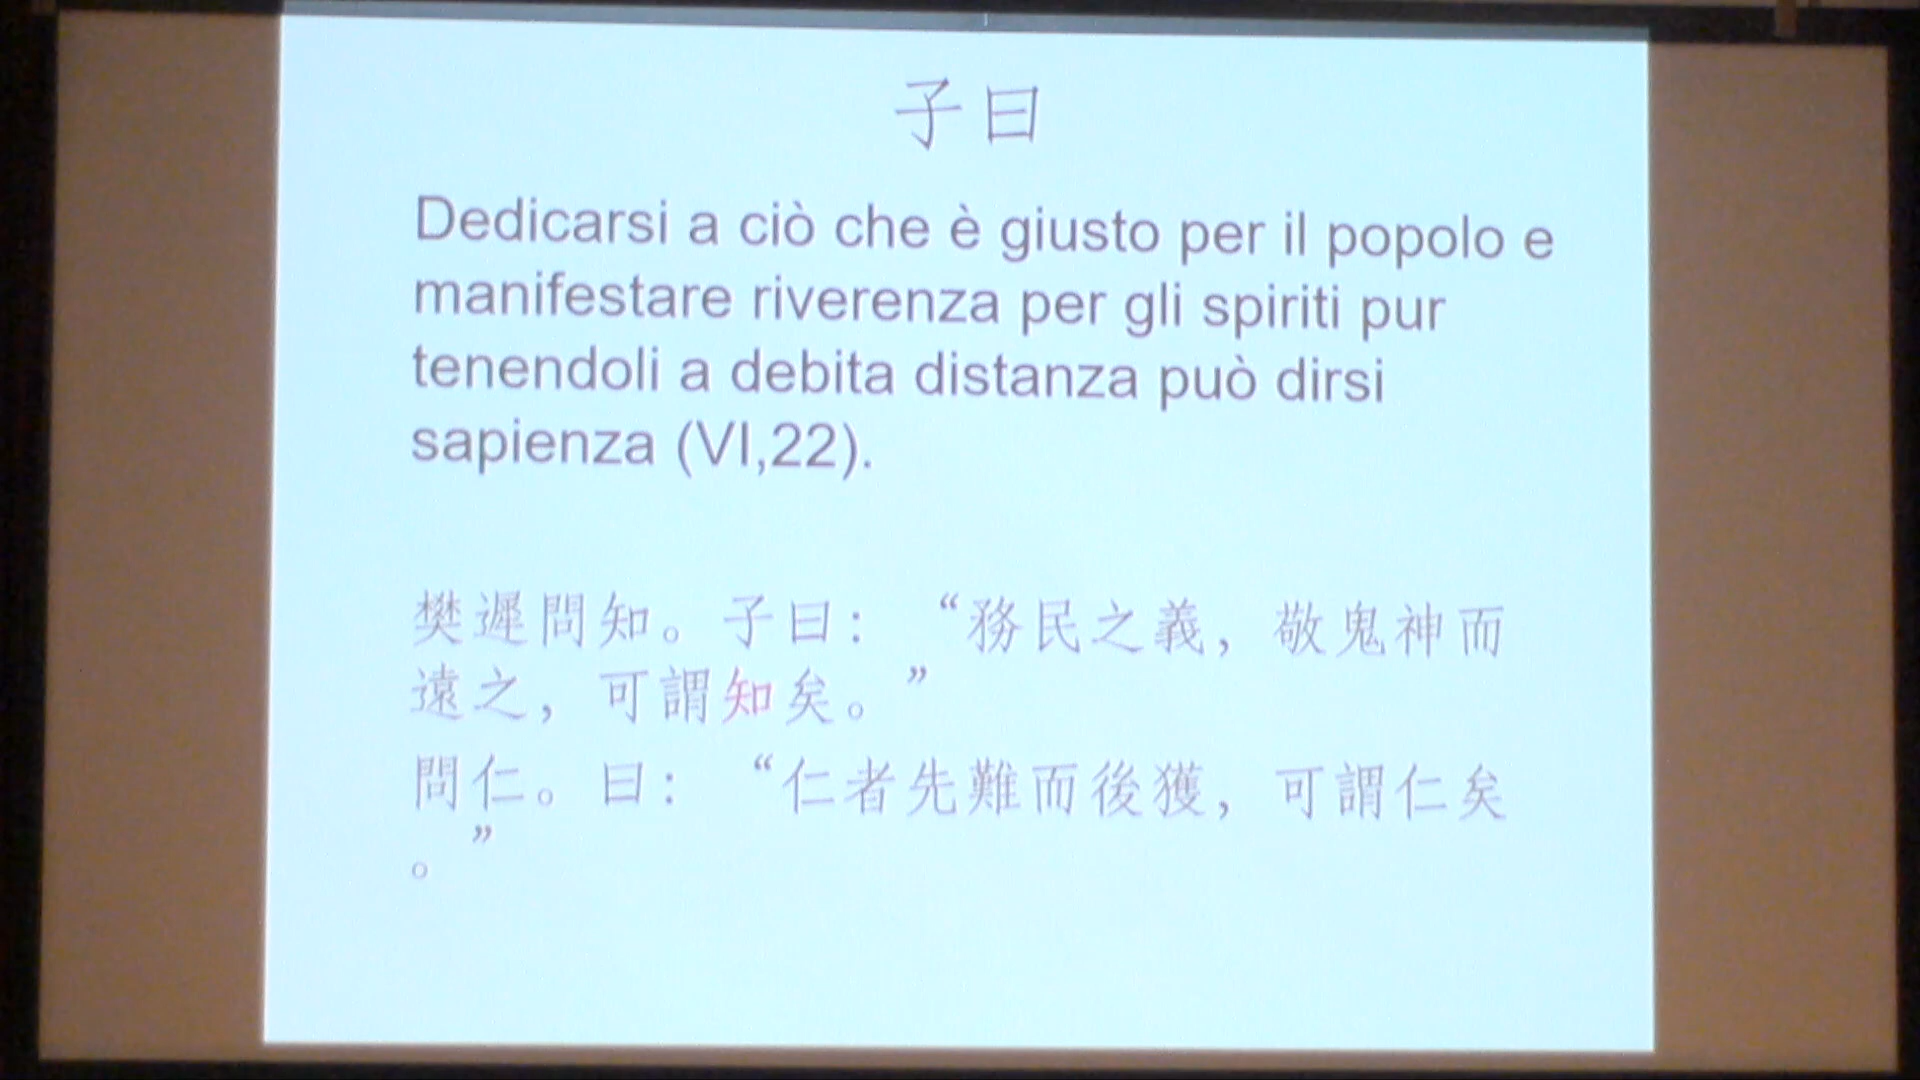 子曰
Dedicarsi a ciò che è giusto per il popolo e
manifestare riverenza per gli spiriti pur
tenendoli a debita distanza può dirsi
sapienza (VI,22).
樊遲問知。子曰：“務民之義，敬鬼神而
遠之，可謂知矣。”
問仁。曰：“仁者先難而後獲，可謂仁矣
。”